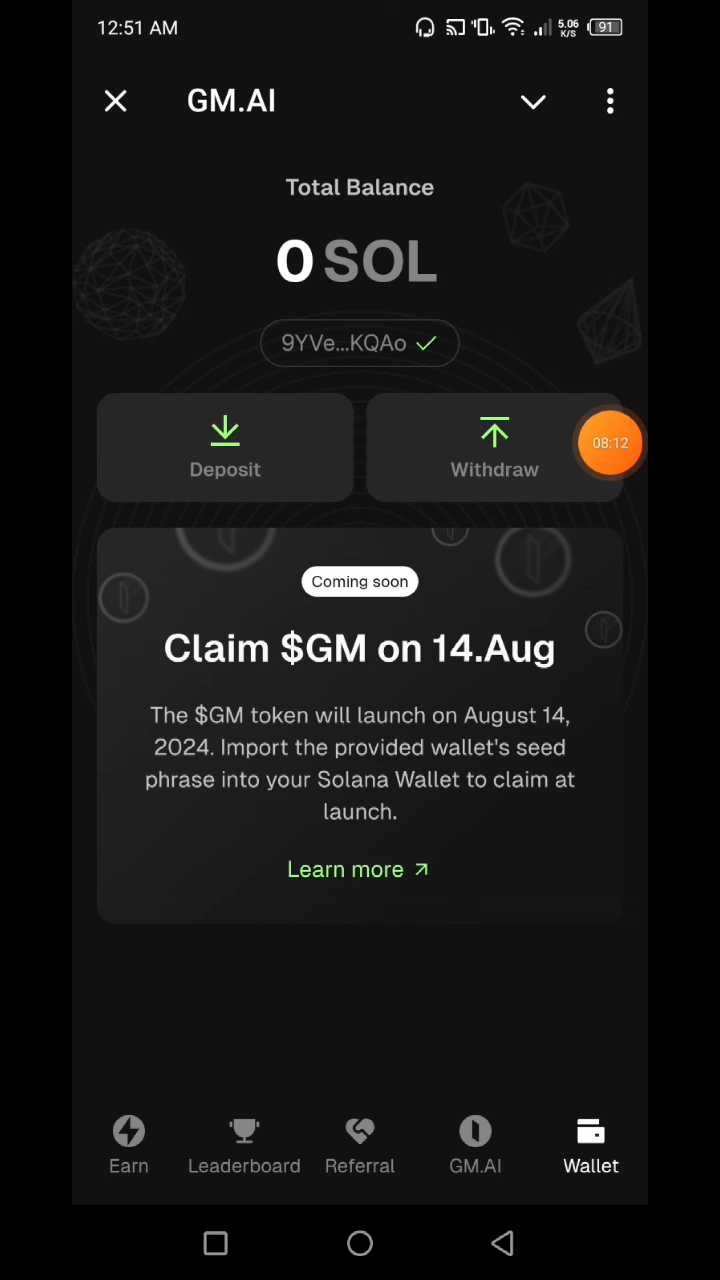 12:51 AM
5.06
K/S
91
GM.AI
Total Balance
0 SOL
9YVe...KQAo
Deposit
Withdraw
08:12
Coming soon
Claim $GM on 14.Aug
The $GM token will launch on August 14,
2024. Import the provided wallet's seed
phrase into your Solana Wallet to claim at
launch.
Learn more
Earn
Leaderboard
Referral
GM.AI
Wallet